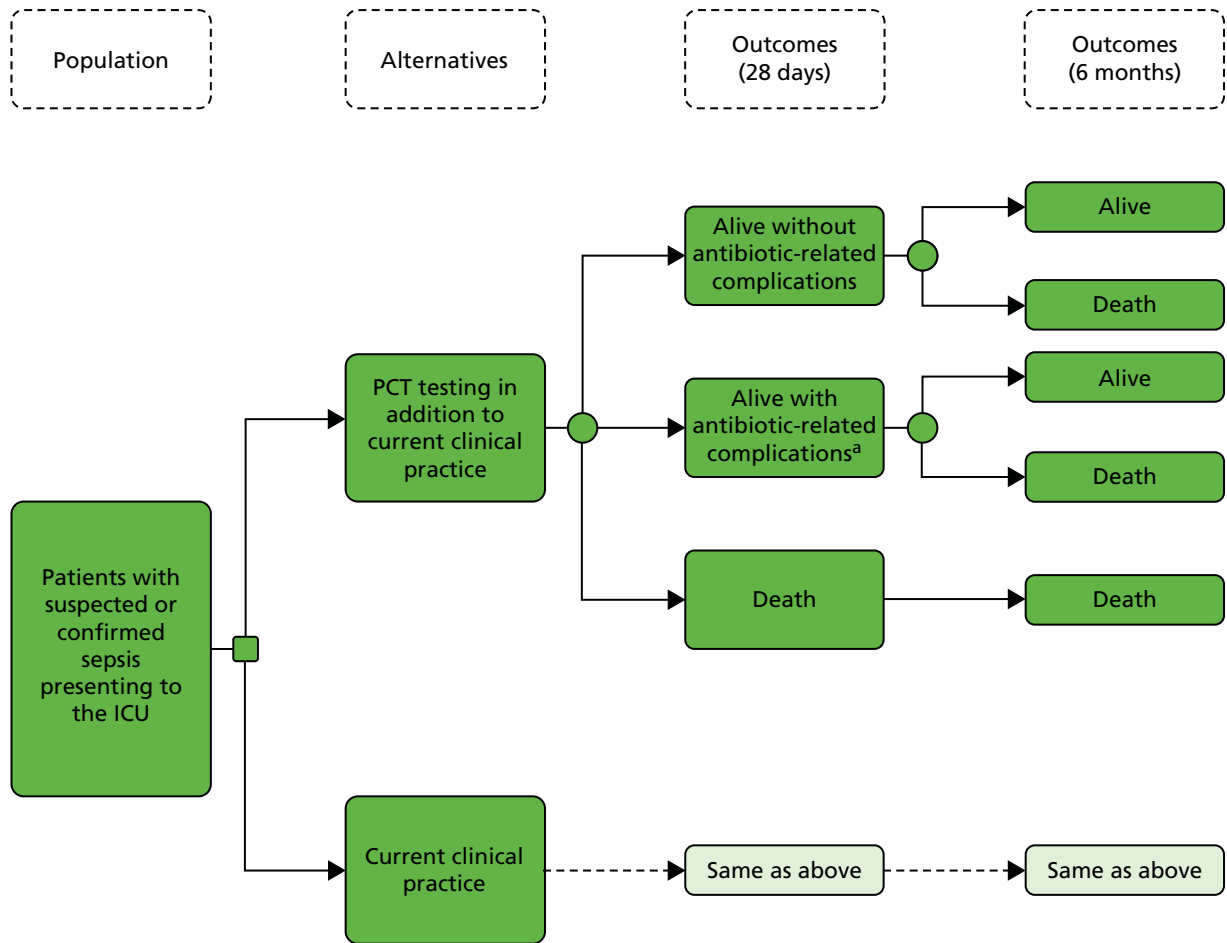 Population
Alternatives
Outcomes
(28 days)
Outcomes
(6 months)
Patients with
suspected or
confirmed
sepsis
presenting to
the ICU
PCT testing in
addition to
current clinical
practice
Alive without
antibiotic-related
complications
Alive
Death
Alive with
antibiotic-related
complicationsᵃ
Alive
Death
Death
Death
Current clinical
practice
Same as above
Same as above